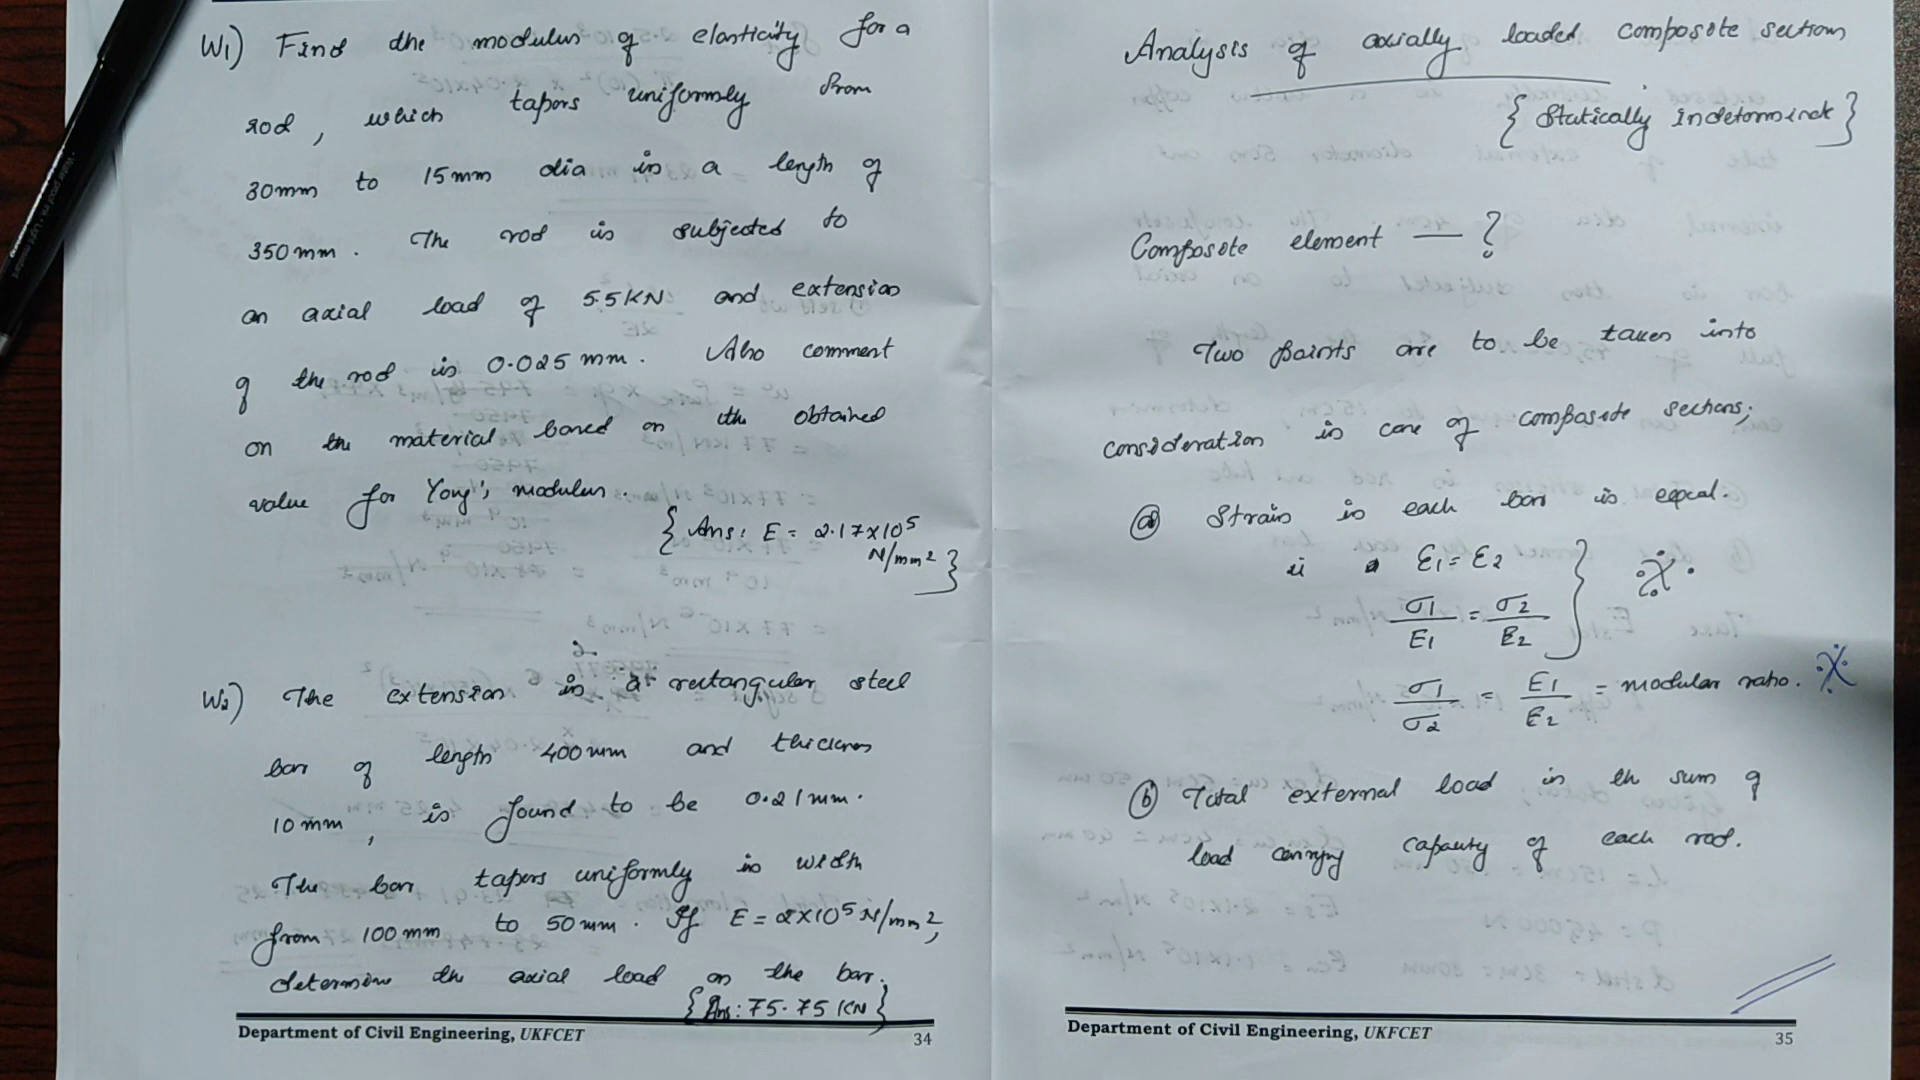 W1) Find the modulus of elasticity for a
rod, which tapers uniformly from
30mm to 15mm dia in a length of
350mm. The rod is subjected to
an axial load of 5.5KN and extension
of the rod is 0.025mm. Also comment
on the material based on the obtained
value for Yong's modulus.
{Ans: E = 2.17x10^5
N/mm²}
W2) The extension in a rectangular steel
bar of length 400mm and thickness
10mm, is found to be 0.21mm.
The bar tapers uniformly in width
from 100mm to 50mm. If E = 2x10^5 N/mm²,
determine the axial load on the bar.
{Ans: 75.75 KN}
Department of Civil Engineering, UKFCET
34
Analysis of axially loaded composite sections
{Statically Indeterminate}
Composite element — ?
Two points are to be taken into
consideration in case of composite sections;
(a) Strain in each bar is equal.
ie ε1 = ε2
σ1/E1 = σ2/E2
σ1/σ2 = E1/E2 = modular ratio.
(b) Total external load is the sum of
load carrying capacity of each rod.
Department of Civil Engineering, UKFCET
35